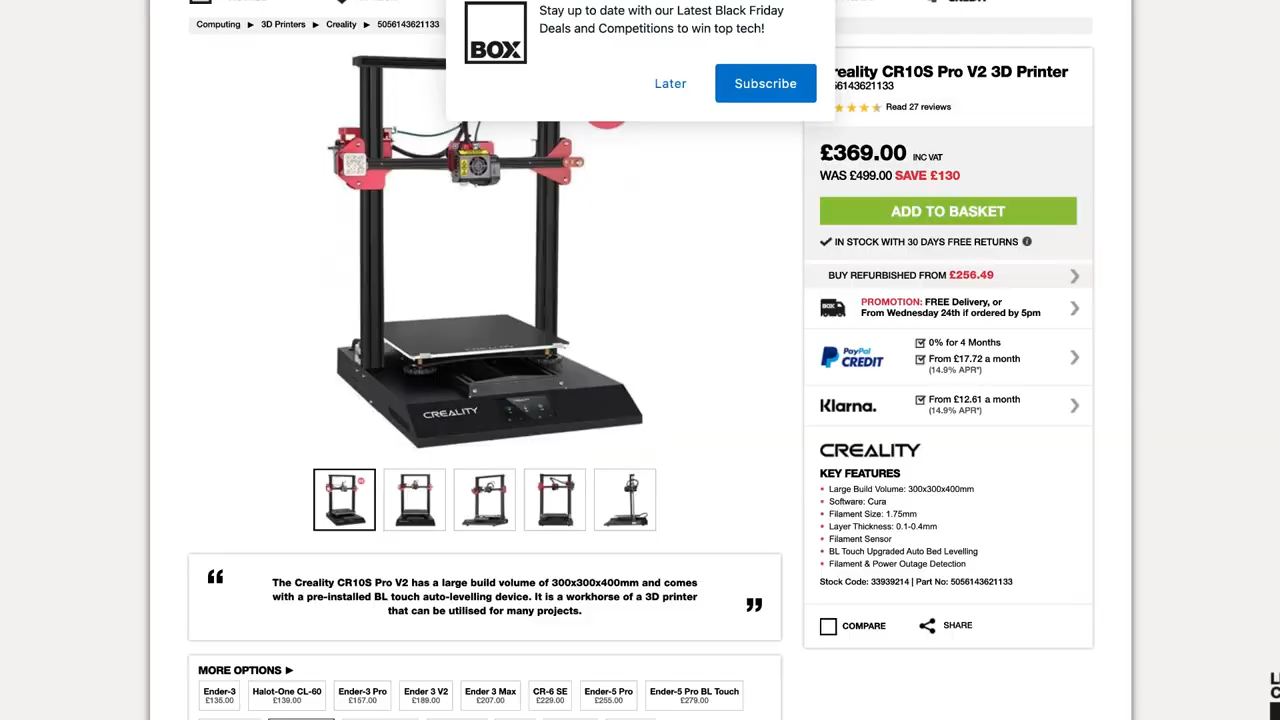 Stay up to date with our Latest Black Friday
Deals and Competitions to win top tech!
BOX
Later
Subscribe
Computing ▶ 3D Printers ▶ Creality ▶ 5056143621133
reality CR10S Pro V2 3D Printer
56143621133
Read 27 reviews
£369.00 INC VAT
WAS £499.00 SAVE £130
ADD TO BASKET
IN STOCK WITH 30 DAYS FREE RETURNS
BUY REFURBISHED FROM £256.49
PROMOTION: FREE Delivery, or
From Wednesday 24th if ordered by 5pm
PayPal
CREDIT
0% for 4 Months
From £17.72 a month
(14.9% APR*)
Klarna.
From £12.61 a month
(14.9% APR*)
CREALITY
CREALITY
KEY FEATURES
• Large Build Volume: 300x300x400mm
• Software: Cura
• Filament Size: 1.75mm
• Layer Thickness: 0.1-0.4mm
• Filament Sensor
• BL Touch Upgraded Auto Bed Levelling
• Filament & Power Outage Detection
Stock Code: 33939214 | Part No: 5056143621133
COMPARE
SHARE
“ The Creality CR10S Pro V2 has a large build volume of 300x300x400mm and comes
with a pre-installed BL touch auto-levelling device. It is a workhorse of a 3D printer
that can be utilised for many projects. ”
MORE OPTIONS ▶
Ender-3 Halot-One CL-60 Ender-3 Pro Ender 3 V2 Ender 3 Max CR-6 SE Ender-5 Pro Ender-5 Pro BL Touch
£135.00 £139.00 £157.00 £189.00 £207.00 £229.00 £255.00 £279.00